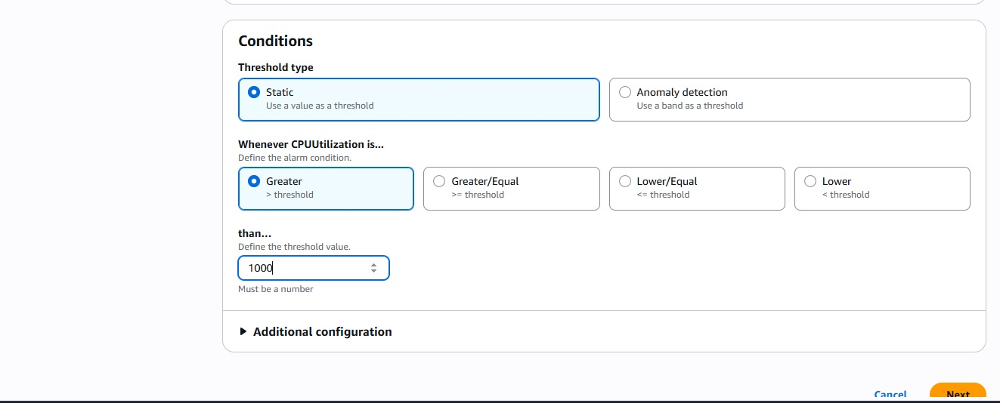 Conditions
Threshold type
Static
Use a value as a threshold
Anomaly detection
Use a band as a threshold
Whenever CPUUtilization is...
Define the alarm condition.
Greater
> threshold
Greater/Equal
>= threshold
Lower/Equal
<= threshold
Lower
< threshold
than...
Define the threshold value.
1000
Must be a number
Additional configuration
Cancel
Next